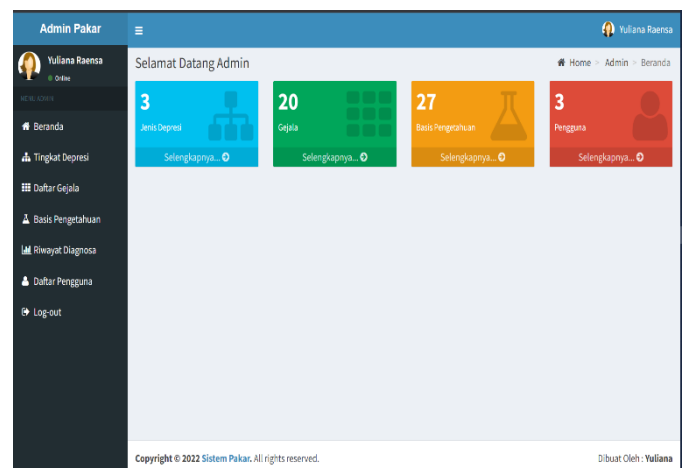 Admin Pakar
Yuliana Raensa
Yuliana Raensa
Online
MENU ADMIN
Beranda
Tingkat Depresi
Daftar Gejala
Basis Pengetahuan
Riwayat Diagnosa
Daftar Pengguna
Log-out
Selamat Datang Admin
Home > Admin > Beranda
3
Jenis Depresi
Selengkapnya...
20
Gejala
Selengkapnya...
27
Basis Pengetahuan
Selengkapnya...
3
Pengguna
Selengkapnya...
Copyright © 2022 Sistem Pakar. All rights reserved.
Dibuat Oleh : Yuliana